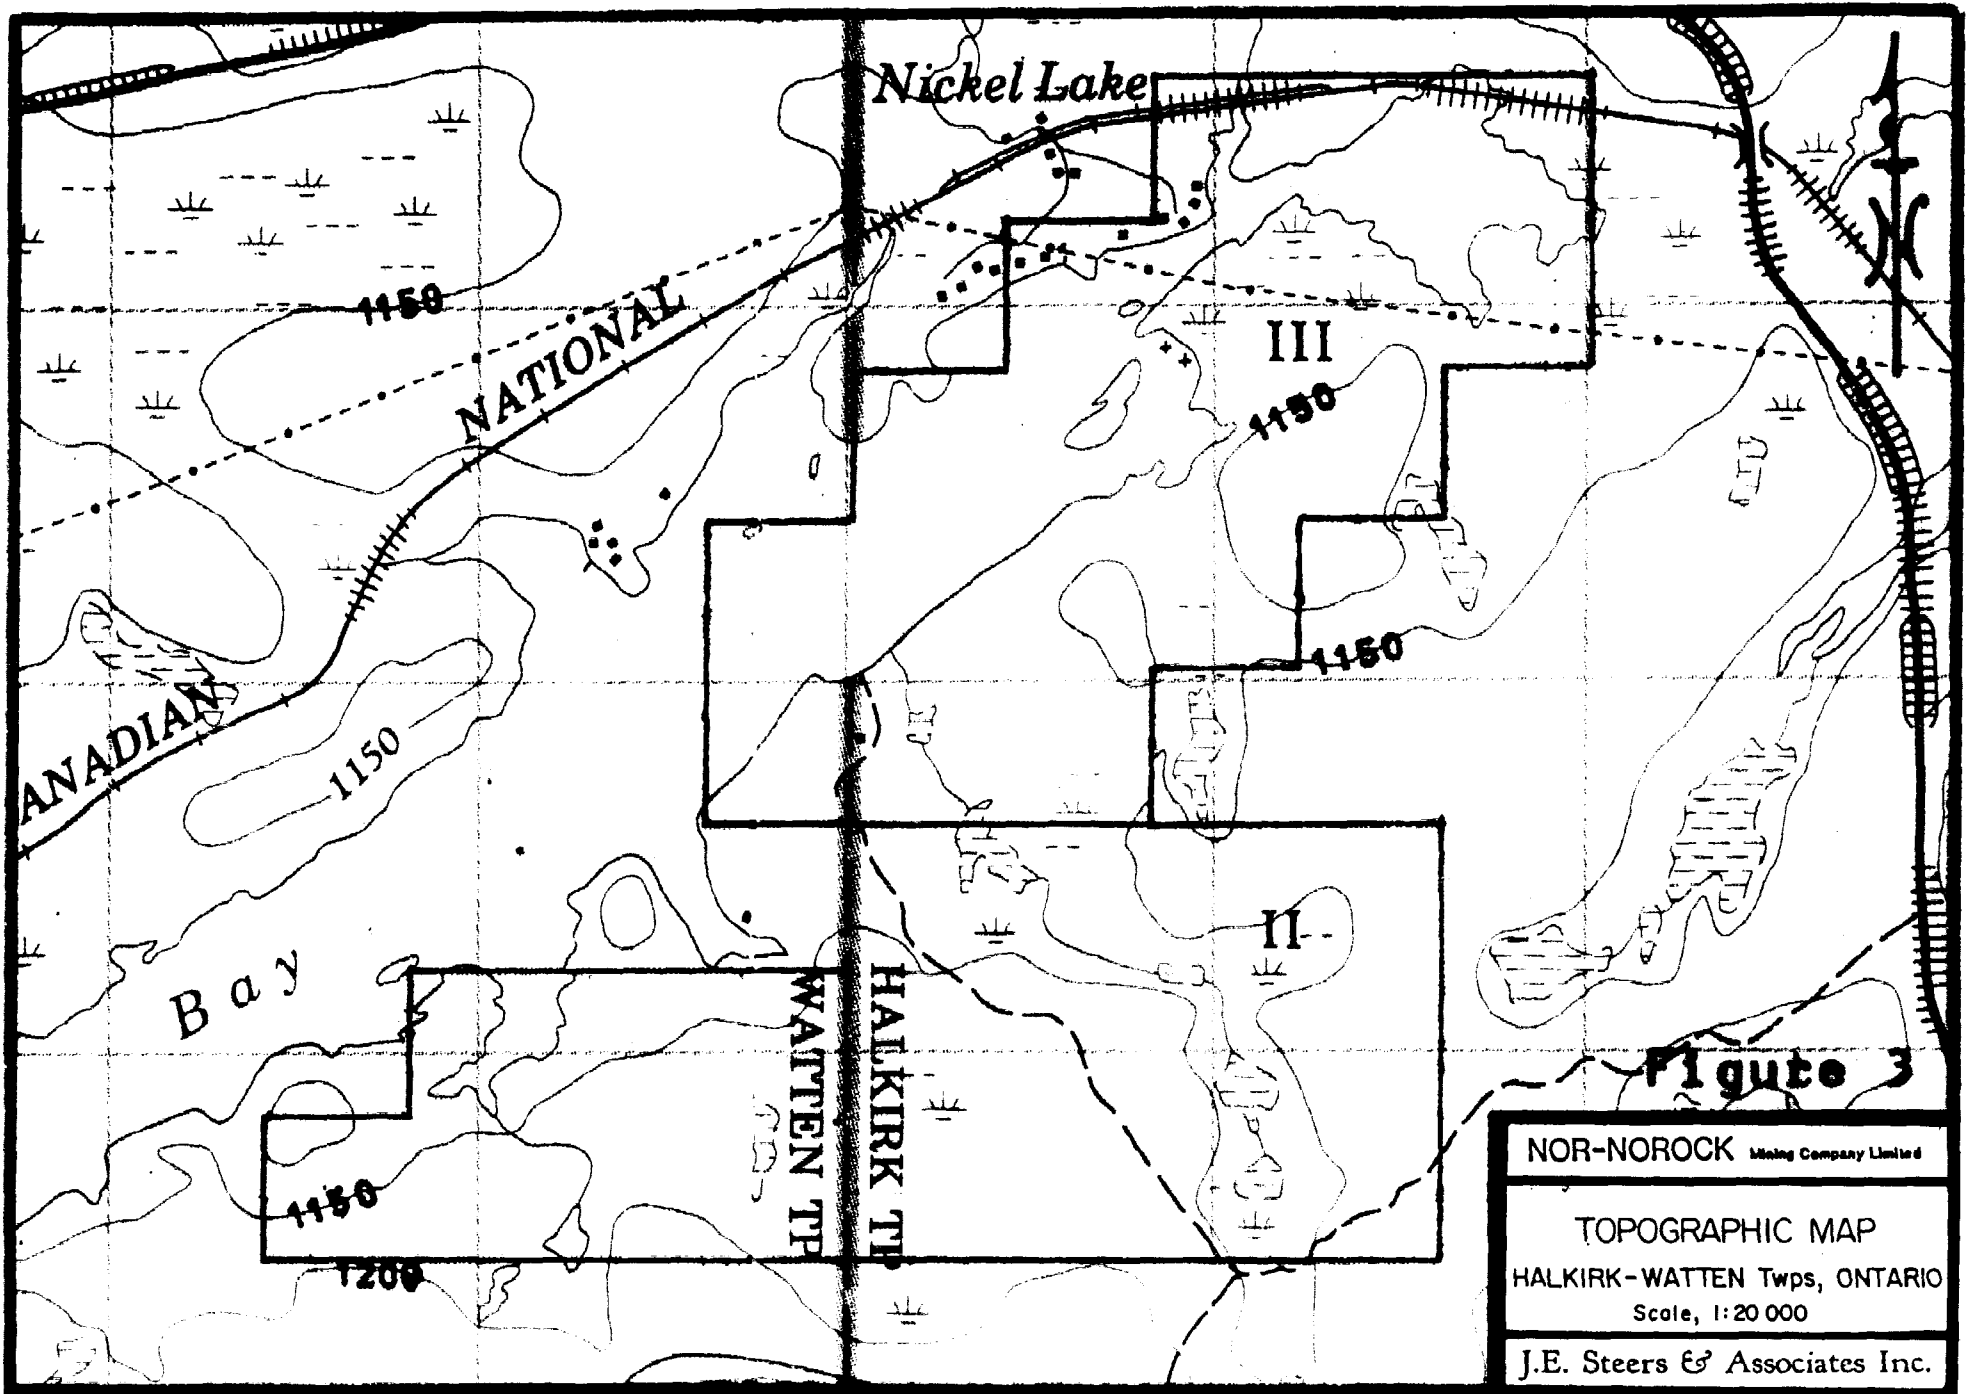 Nickel Lake
1150
NATIONAL
III
1150
1150
ANADIAN
1150
II
Bay
HALKIRK TP
WATTEN TP
1150
1200
N
Figure 3
NOR-NOROCK Mining Company Limited
TOPOGRAPHIC MAP
HALKIRK-WATTEN Twps, ONTARIO
Scale, 1:20 000
J.E. Steers & Associates Inc.